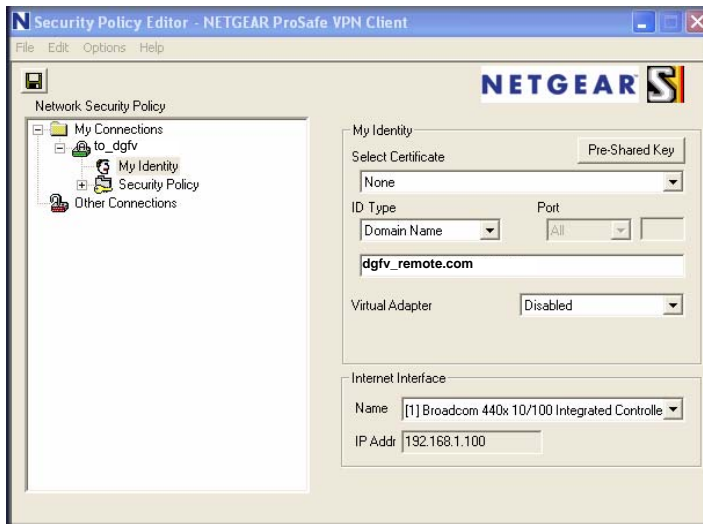 N Security Policy Editor - NETGEAR ProSafe VPN Client
File Edit Options Help
NETGEAR
Network Security Policy
My Connections
to_dgfv
My Identity
Security Policy
Other Connections
My Identity
Select Certificate
Pre-Shared Key
None
ID Type
Port
Domain Name
All
dgfv_remote.com
Virtual Adapter
Disabled
Internet Interface
Name
[1] Broadcom 440x 10/100 Integrated Controlle
IP Addr
192.168.1.100